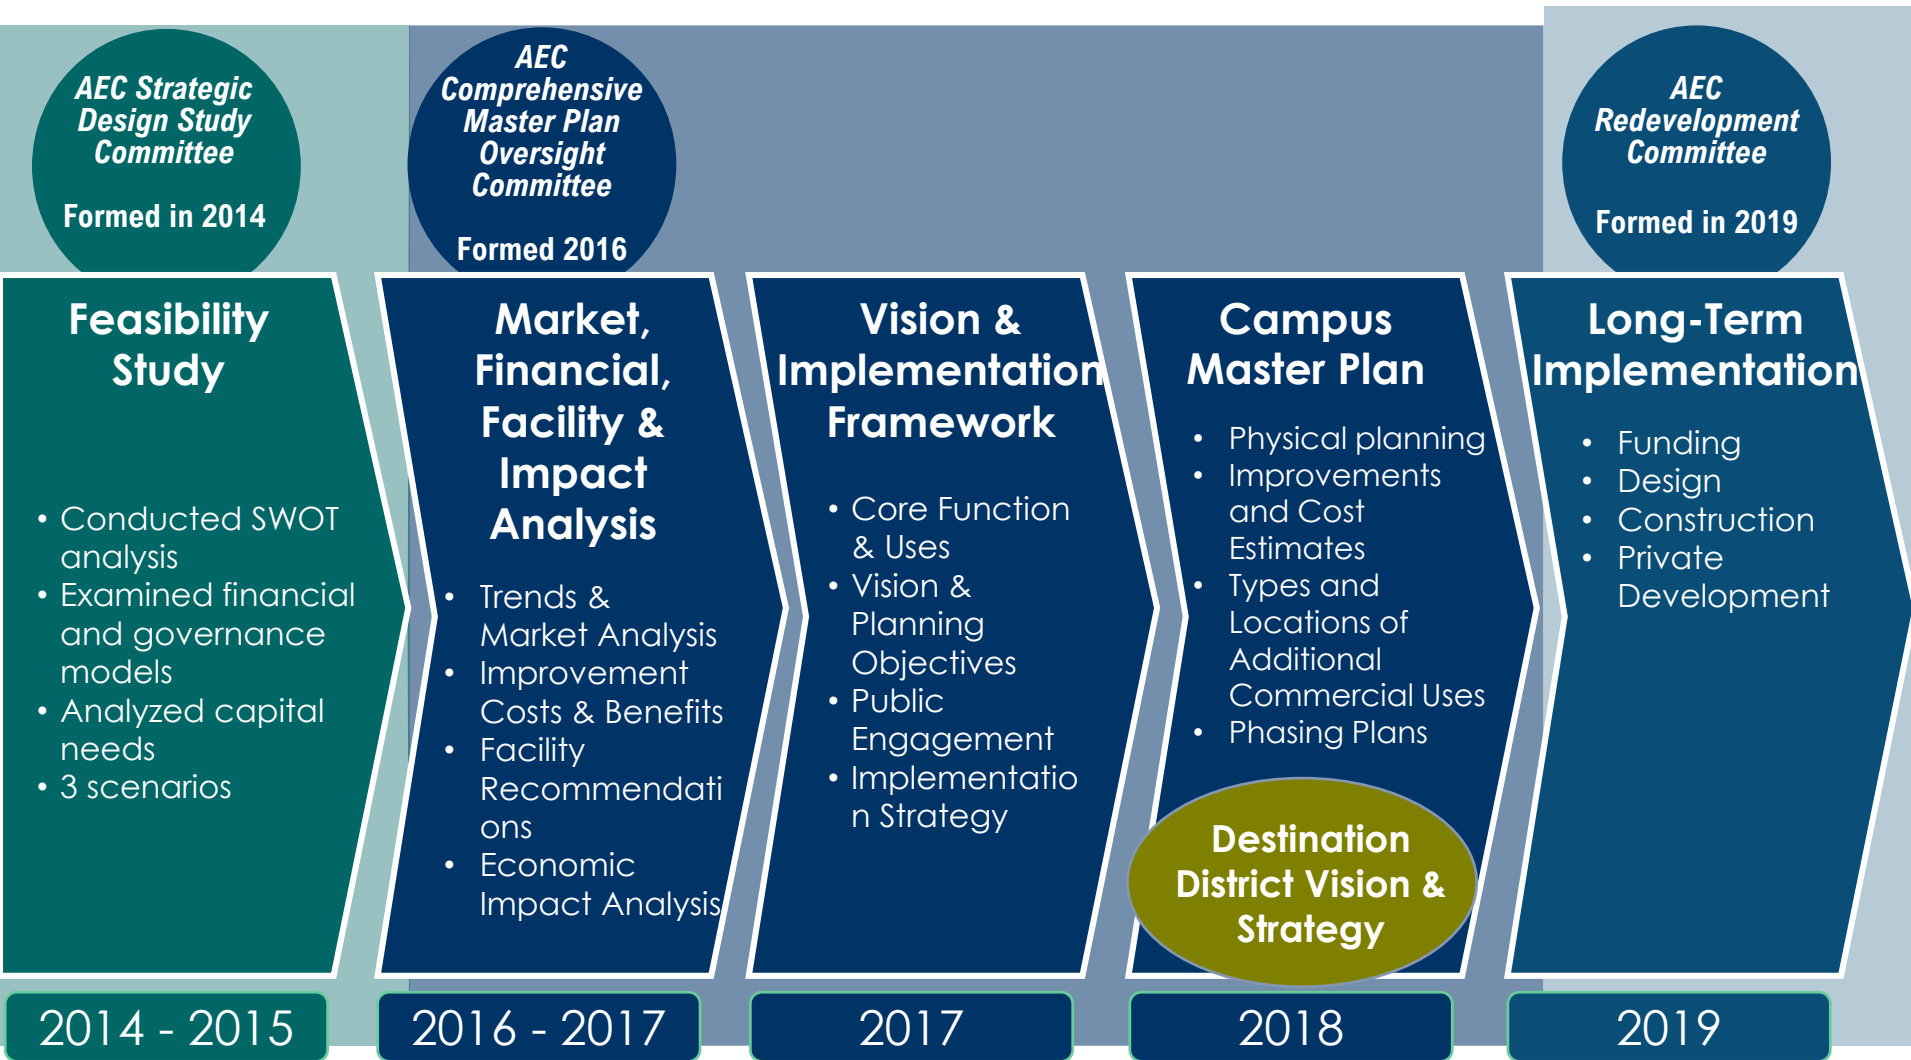 AEC Strategic
Design Study
Committee
Formed in 2014
AEC
Comprehensive
Master Plan
Oversight
Committee
Formed 2016
AEC
Redevelopment
Committee
Formed in 2019
Feasibility
Study
• Conducted SWOT
analysis
• Examined financial
and governance
models
• Analyzed capital
needs
• 3 scenarios
Market,
Financial,
Facility &
Impact
Analysis
• Trends &
Market Analysis
• Improvement
Costs & Benefits
• Facility
Recommendati
ons
• Economic
Impact Analysis
Vision &
Implementation
Framework
• Core Function
& Uses
• Vision &
Planning
Objectives
• Public
Engagement
• Implementatio
n Strategy
Campus
Master Plan
• Physical planning
• Improvements
and Cost
Estimates
• Types and
Locations of
Additional
Commercial Uses
• Phasing Plans
Destination
District Vision &
Strategy
Long-Term
Implementation
• Funding
• Design
• Construction
• Private
Development
2014 - 2015
2016 - 2017
2017
2018
2019